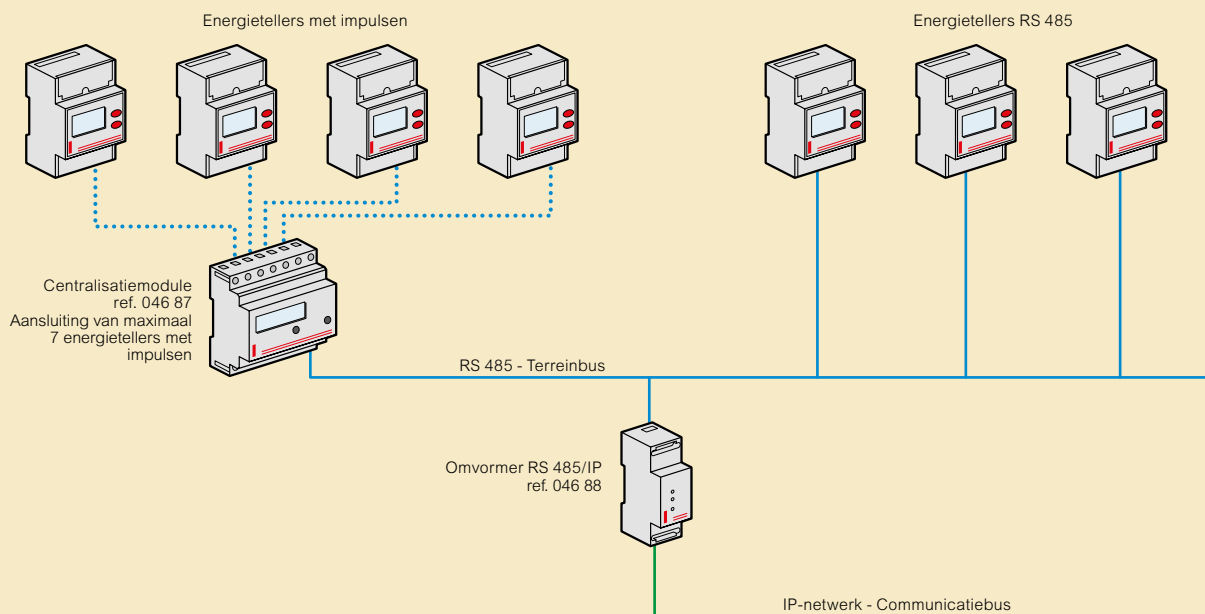 Energietellers met impulsen
Energietellers RS 485
Centralisatiemodule
ref. 046 87
Aansluiting van maximaal
7 energietellers met
impulsen
RS 485 - Terreinbus
Omvormer RS 485/IP
ref. 046 88
IP-netwerk - Communicatiebus